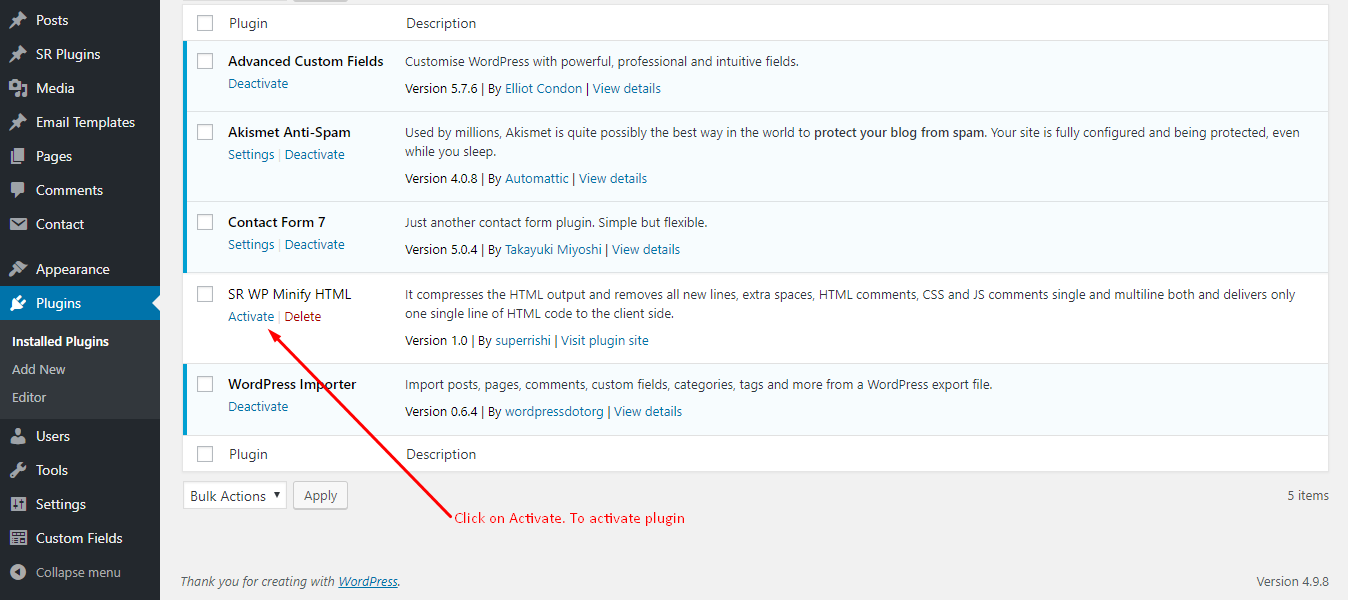 Posts
SR Plugins
Media
Email Templates
Pages
Comments
Contact
Appearance
Plugins
Installed Plugins
Add New
Editor
Users
Tools
Settings
Custom Fields
Collapse menu
Plugin Description
Advanced Custom Fields Customise WordPress with powerful, professional and intuitive fields.
Deactivate Version 5.7.6 | By Elliot Condon | View details
Akismet Anti-Spam Used by millions, Akismet is quite possibly the best way in the world to protect your blog from spam. Your site is fully configured and being protected, even
Settings | Deactivate while you sleep.
Version 4.0.8 | By Automattic | View details
Contact Form 7 Just another contact form plugin. Simple but flexible.
Settings | Deactivate Version 5.0.4 | By Takayuki Miyoshi | View details
SR WP Minify HTML It compresses the HTML output and removes all new lines, extra spaces, HTML comments, CSS and JS comments single and multiline both and delivers only
Activate | Delete one single line of HTML code to the client side.
Version 1.0 | By superrishi | Visit plugin site
WordPress Importer Import posts, pages, comments, custom fields, categories, tags and more from a WordPress export file.
Deactivate Version 0.6.4 | By wordpressdotorg | View details
Plugin Description
Bulk Actions Apply 5 items
Click on Activate. To activate plugin
Thank you for creating with WordPress. Version 4.9.8